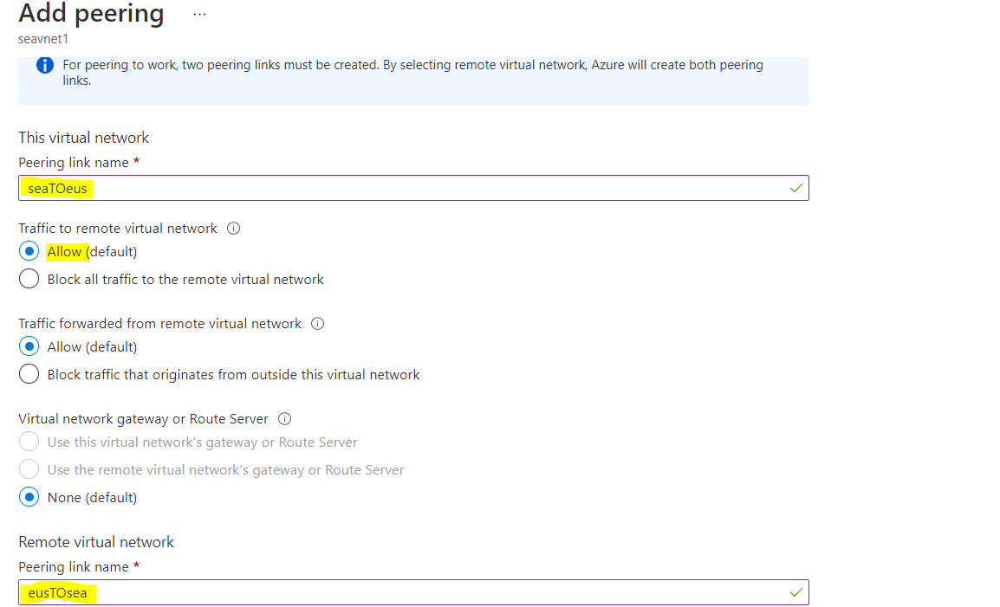 Add peering ...
seavnet1
For peering to work, two peering links must be created. By selecting remote virtual network, Azure will create both peering
links.
This virtual network
Peering link name *
seaTOeus
Traffic to remote virtual network
Allow (default)
Block all traffic to the remote virtual network
Traffic forwarded from remote virtual network
Allow (default)
Block traffic that originates from outside this virtual network
Virtual network gateway or Route Server
Use this virtual network's gateway or Route Server
Use the remote virtual network's gateway or Route Server
None (default)
Remote virtual network
Peering link name *
eusTOsea